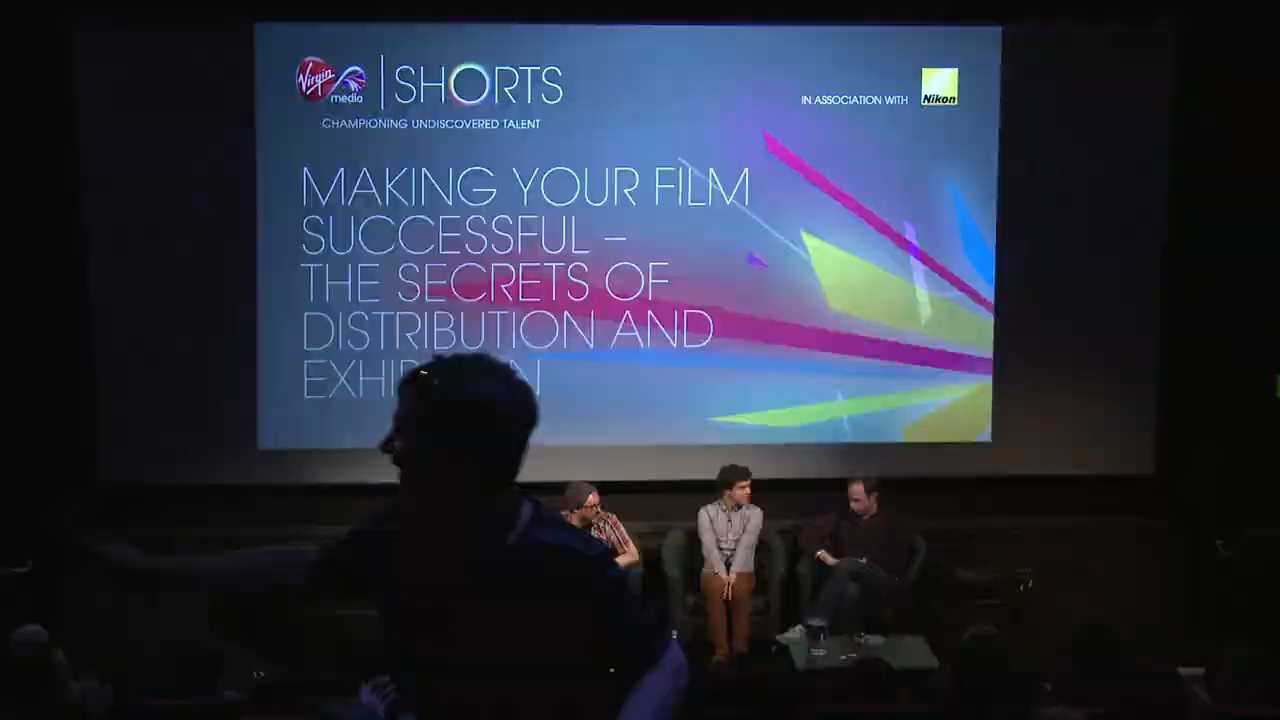 Virgin
media
SHORTS
CHAMPIONING UNDISCOVERED TALENT
IN ASSOCIATION WITH
Nikon
MAKING YOUR FILM
SUCCESSFUL –
THE SECRETS OF
DISTRIBUTION AND